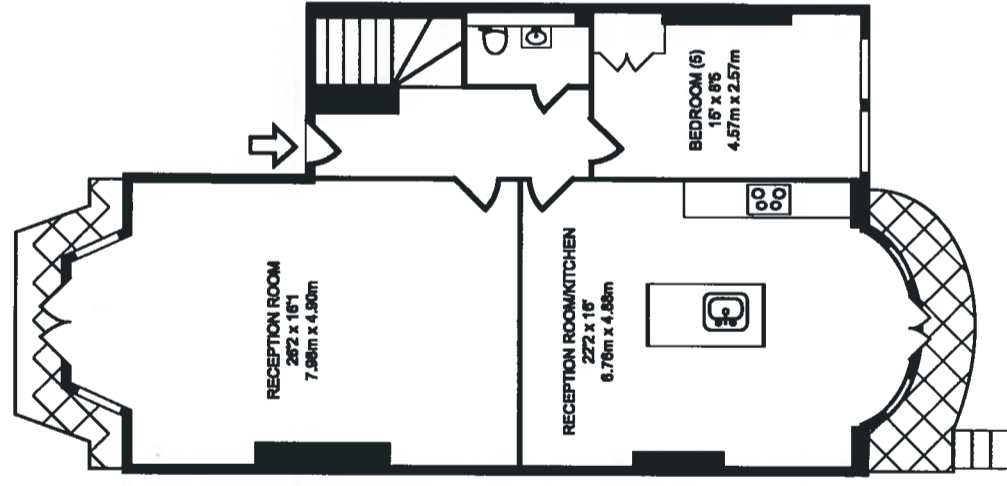 RECEPTION ROOM
26'2 x 16'1
7.98m x 4.90m
RECEPTION ROOM/KITCHEN
22'2 x 16'
6.76m x 4.88m
BEDROOM (5)
15' x 8'5
4.57m x 2.57m